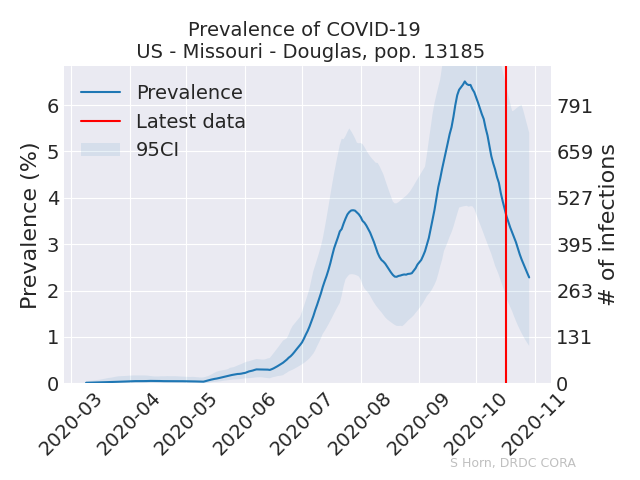 Prevalence of COVID-19
US - Missouri - Douglas, pop. 13185
Prevalence
Latest data
95CI
Prevalence (%)
6
5
4
3
2
1
0
791
659
527
395
263
131
0
# of infections
2020-03
2020-04
2020-05
2020-06
2020-07
2020-08
2020-09
2020-10
2020-11
S Horn, DRDC CORA